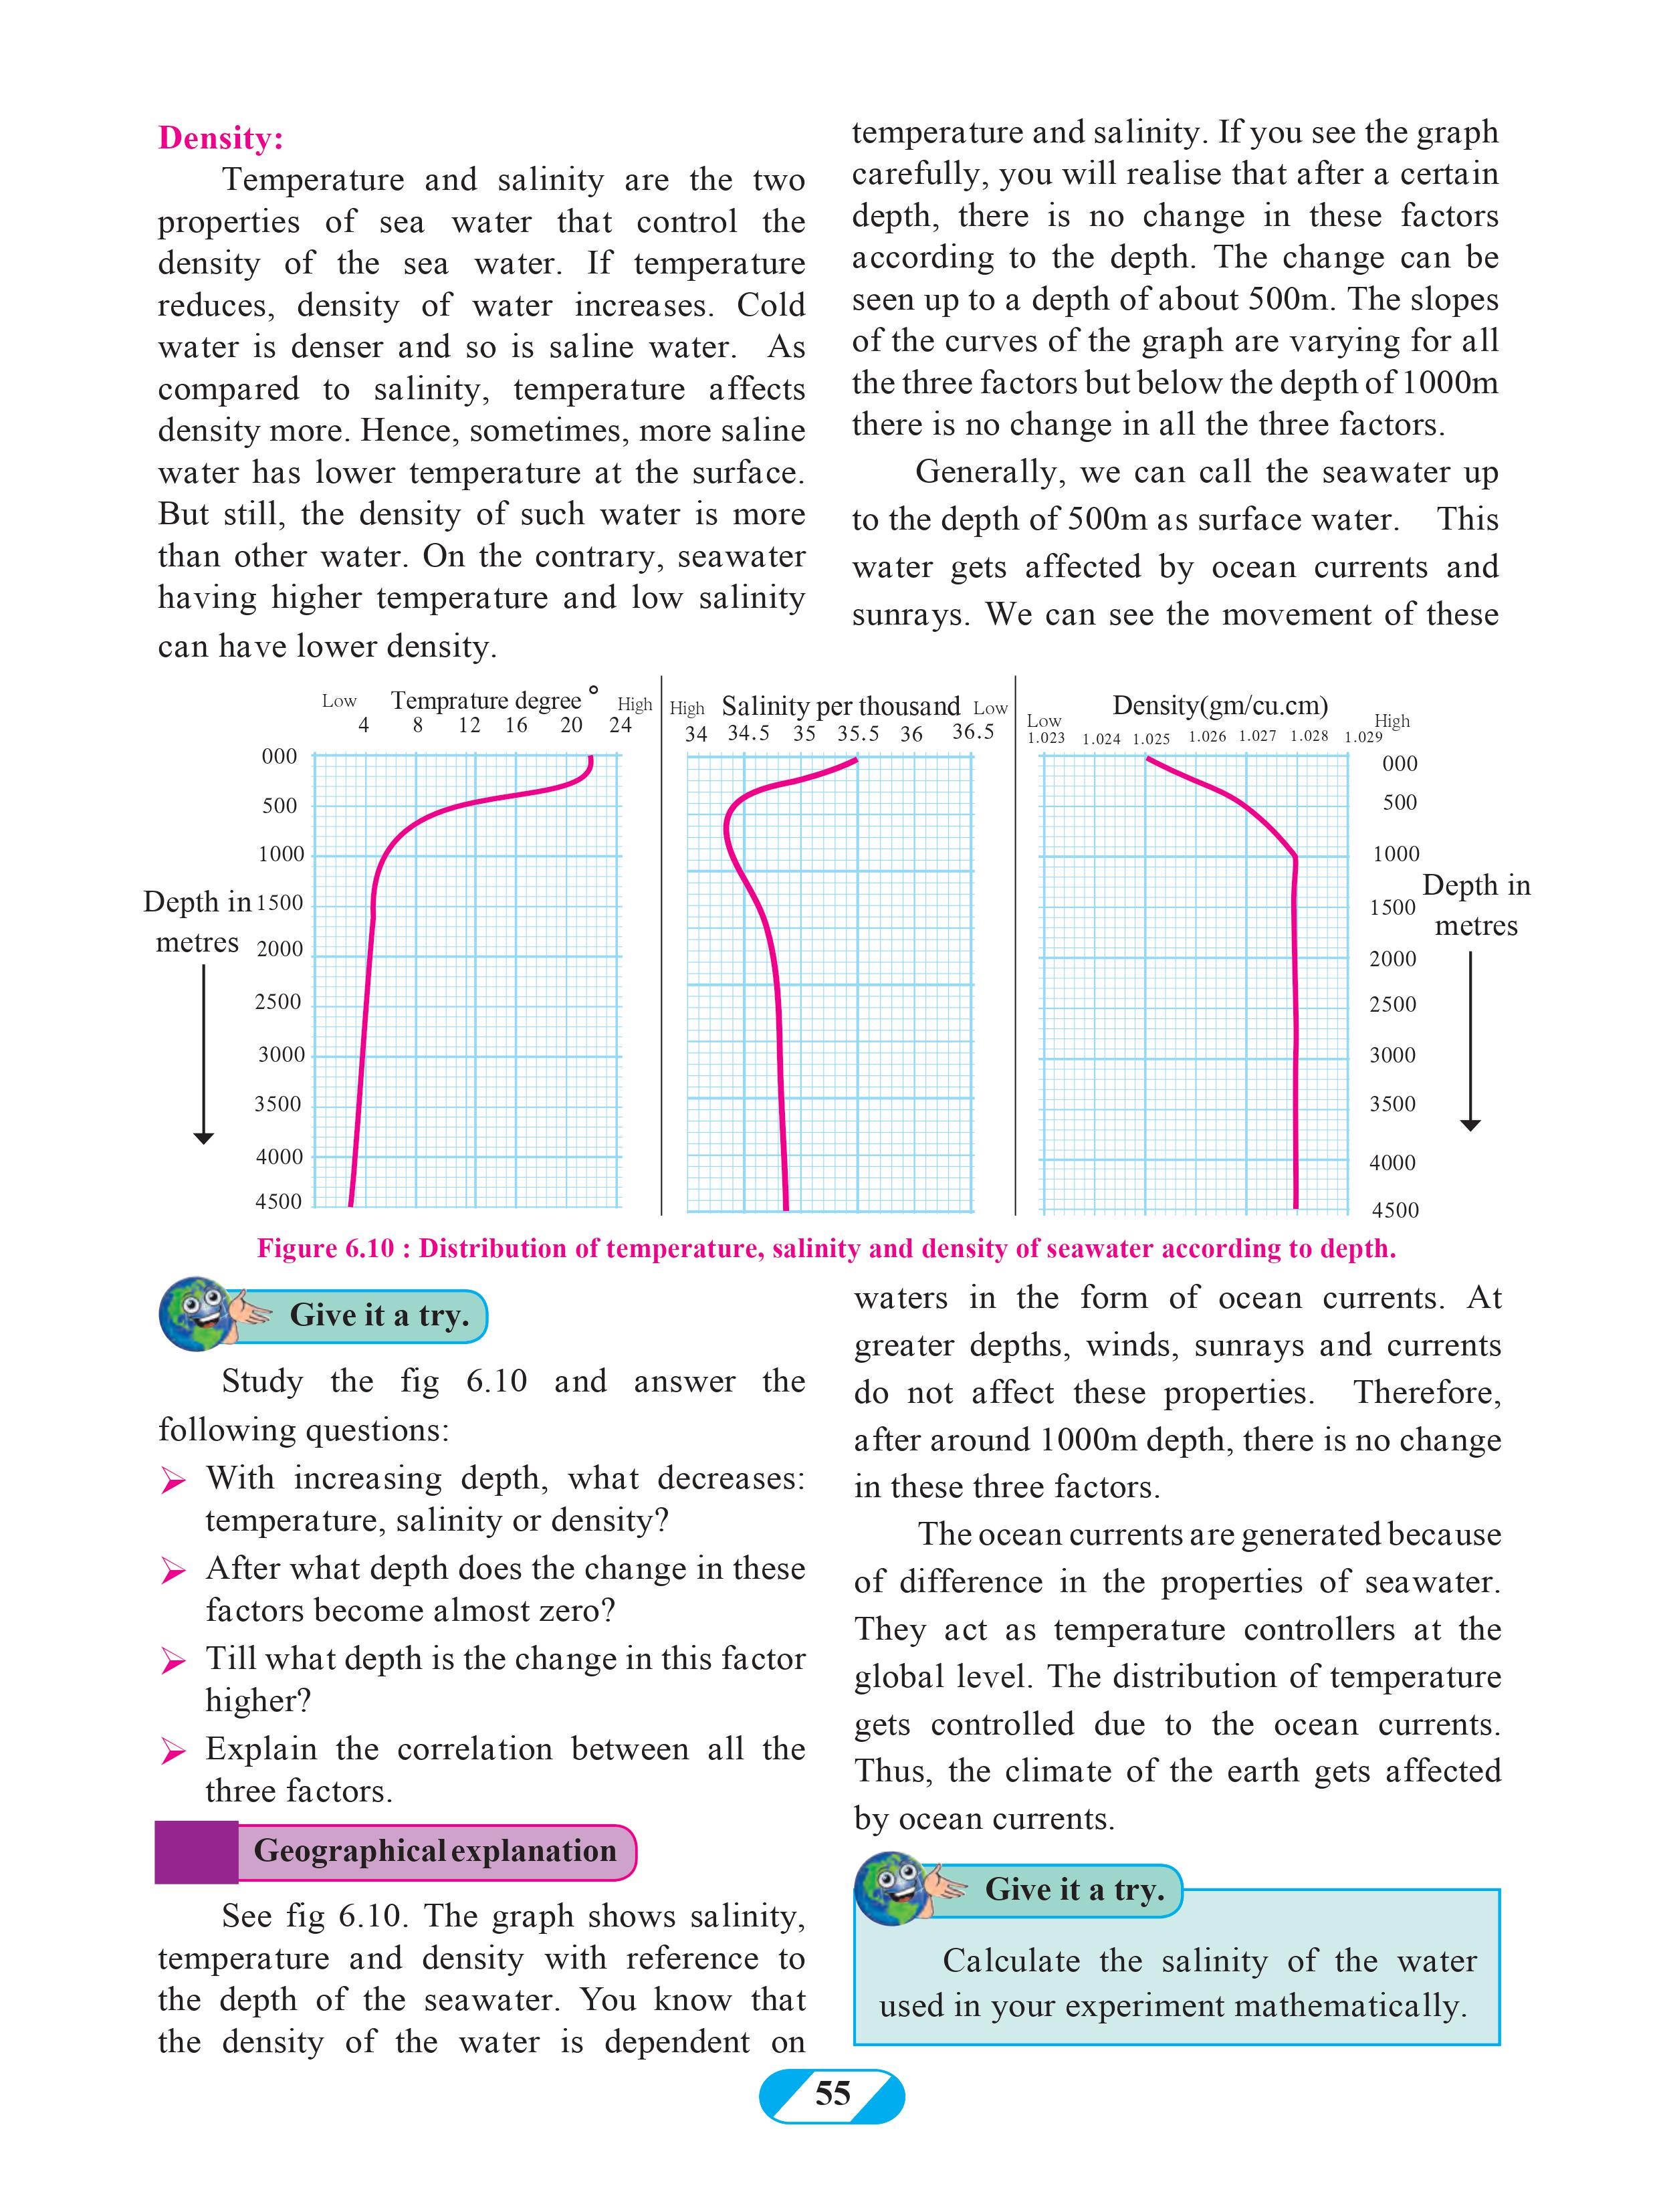 Density:
Temperature and salinity are the two
properties of sea water that control the
density of the sea water. If temperature
reduces, density of water increases. Cold
water is denser and so is saline water. As
compared to salinity, temperature affects
density more. Hence, sometimes, more saline
water has lower temperature at the surface.
But still, the density of such water is more
than other water. On the contrary, seawater
having higher temperature and low salinity
can have lower density.
temperature and salinity. If you see the graph
carefully, you will realise that after a certain
depth, there is no change in these factors
according to the depth. The change can be
seen up to a depth of about 500m. The slopes
of the curves of the graph are varying for all
the three factors but below the depth of 1000m
there is no change in all the three factors.
Generally, we can call the seawater up
to the depth of 500m as surface water. This
water gets affected by ocean currents and
sunrays. We can see the movement of these
Low Temprature degree ° High
4 8 12 16 20 24
000
500
1000
1500
2000
2500
3000
3500
4000
4500
Depth in
metres
High Salinity per thousand Low
34 34.5 35 35.5 36 36.5
Density(gm/cu.cm)
Low High
1.023 1.024 1.025 1.026 1.027 1.028 1.029
000
500
1000
1500
2000
2500
3000
3500
4000
4500
Depth in
metres
Figure 6.10 : Distribution of temperature, salinity and density of seawater according to depth.
Give it a try.
Study the fig 6.10 and answer the
following questions:
➢ With increasing depth, what decreases:
temperature, salinity or density?
➢ After what depth does the change in these
factors become almost zero?
➢ Till what depth is the change in this factor
higher?
➢ Explain the correlation between all the
three factors.
Geographical explanation
See fig 6.10. The graph shows salinity,
temperature and density with reference to
the depth of the seawater. You know that
the density of the water is dependent on
waters in the form of ocean currents. At
greater depths, winds, sunrays and currents
do not affect these properties. Therefore,
after around 1000m depth, there is no change
in these three factors.
The ocean currents are generated because
of difference in the properties of seawater.
They act as temperature controllers at the
global level. The distribution of temperature
gets controlled due to the ocean currents.
Thus, the climate of the earth gets affected
by ocean currents.
Give it a try.
Calculate the salinity of the water
used in your experiment mathematically.
55